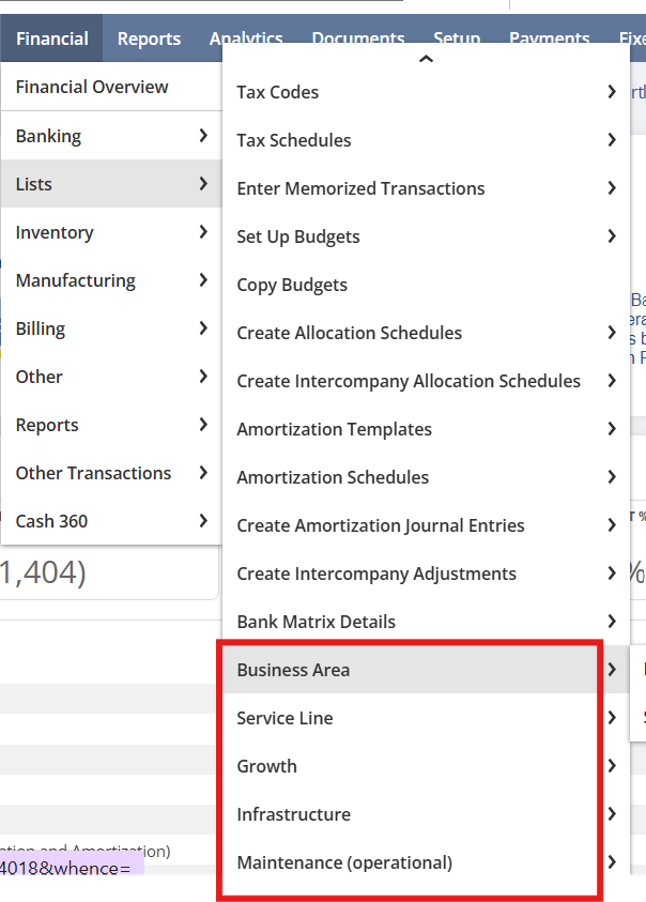 Financial
Reports
Analytics
Documents
Setup
Payments
Financial Overview
Banking
Lists
Inventory
Manufacturing
Billing
Other
Reports
Other Transactions
Cash 360
Tax Codes
Tax Schedules
Enter Memorized Transactions
Set Up Budgets
Copy Budgets
Create Allocation Schedules
Create Intercompany Allocation Schedules
Amortization Templates
Amortization Schedules
Create Amortization Journal Entries
Create Intercompany Adjustments
Bank Matrix Details
Business Area
Service Line
Growth
Infrastructure
Maintenance (operational)
1,404)
and Amortization)
4018&whence=